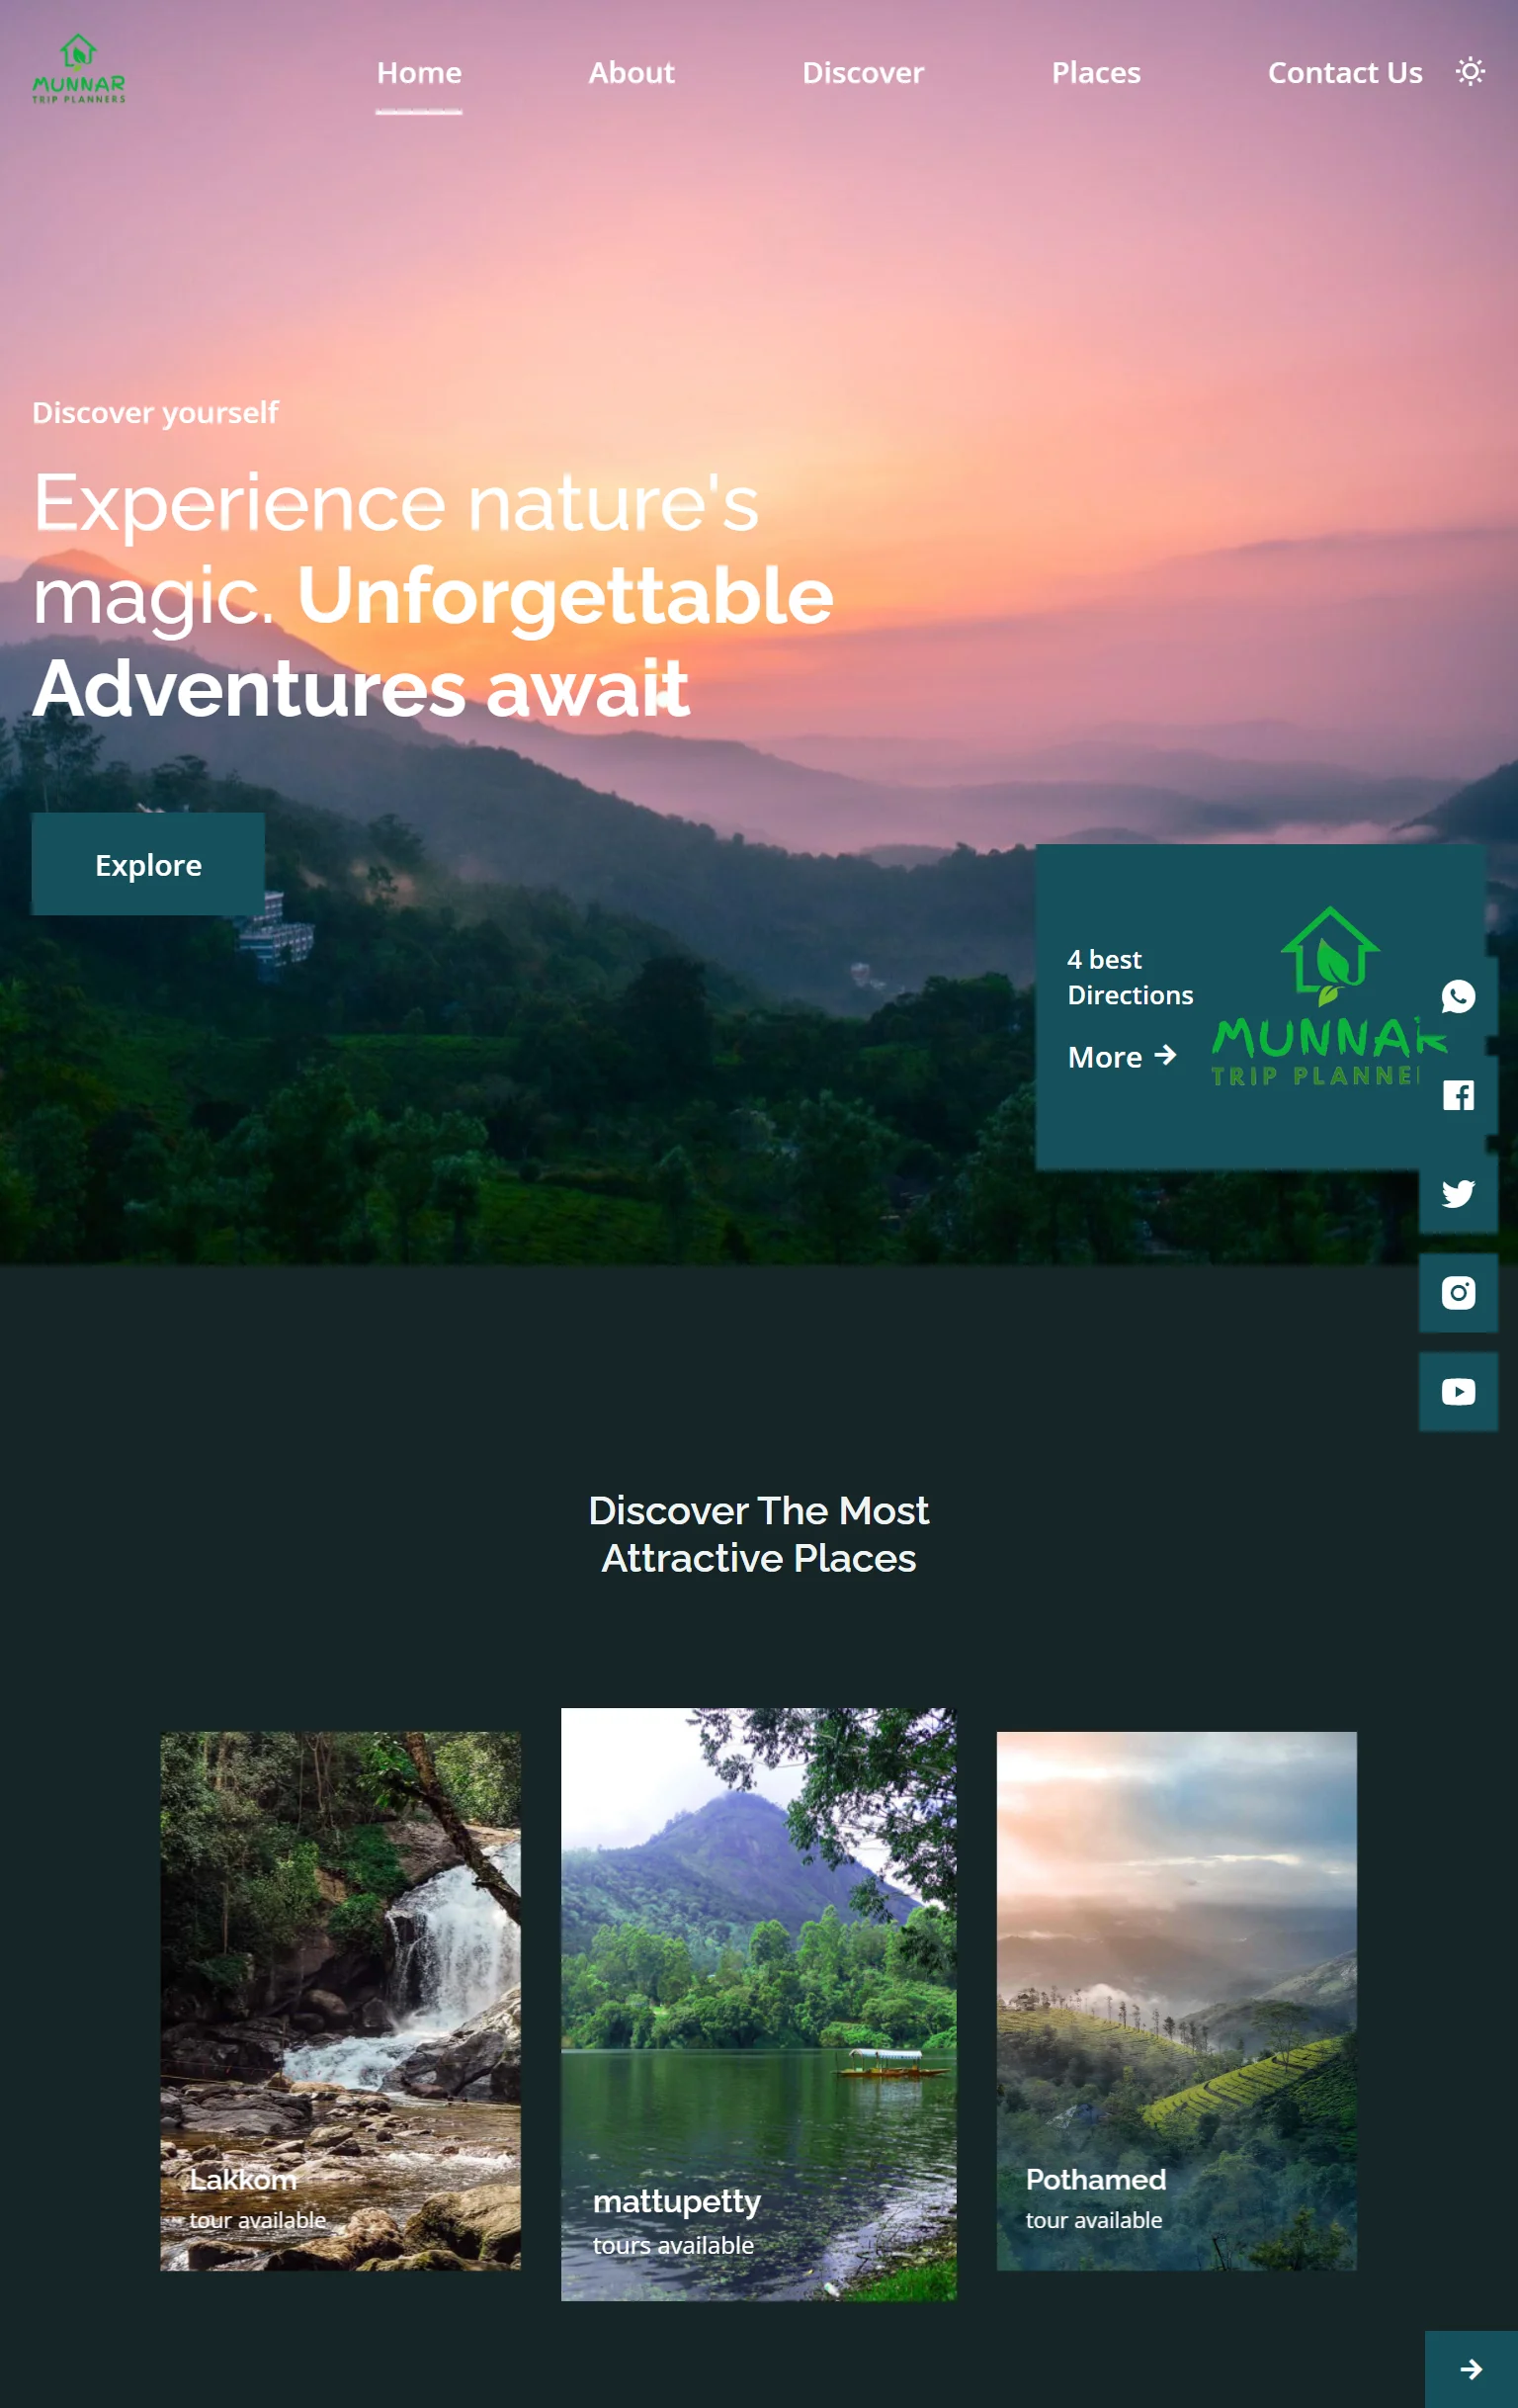 MUNNAR
TRIP PLANNERS
Home
About
Discover
Places
Contact Us
Discover yourself
Experience nature's
magic. Unforgettable
Adventures await
Explore
4 best
Directions
More
MUNNAR
TRIP PLANNE
Discover The Most
Attractive Places
Lakkom
tour available
mattupetty
tours available
Pothamed
tour available